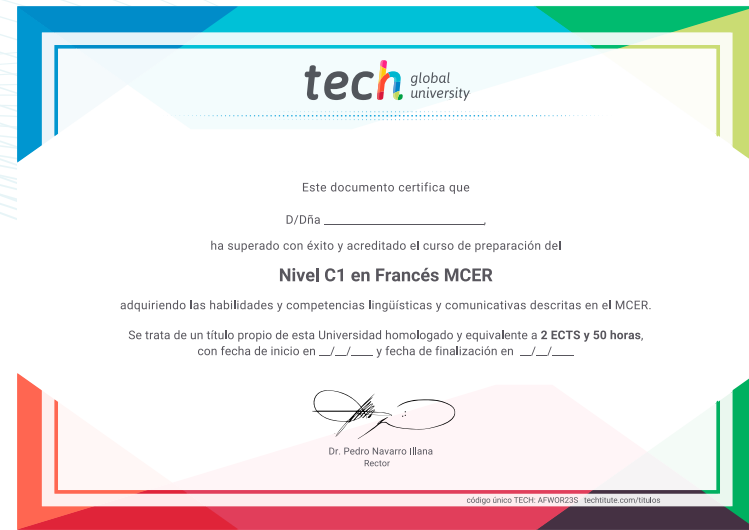 tech global university
Este documento certifica que
D/Dña ______________________,
ha superado con éxito y acreditado el curso de preparación del
Nivel C1 en Francés MCER
adquiriendo las habilidades y competencias lingüísticas y comunicativas descritas en el MCER.
Se trata de un título propio de esta Universidad homologado y equivalente a 2 ECTS y 50 horas,
con fecha de inicio en __/__/____ y fecha de finalización en __/__/____
Dr. Pedro Navarro Illana
Rector
código único TECH: AFWOR23S techtitute.com/titulos